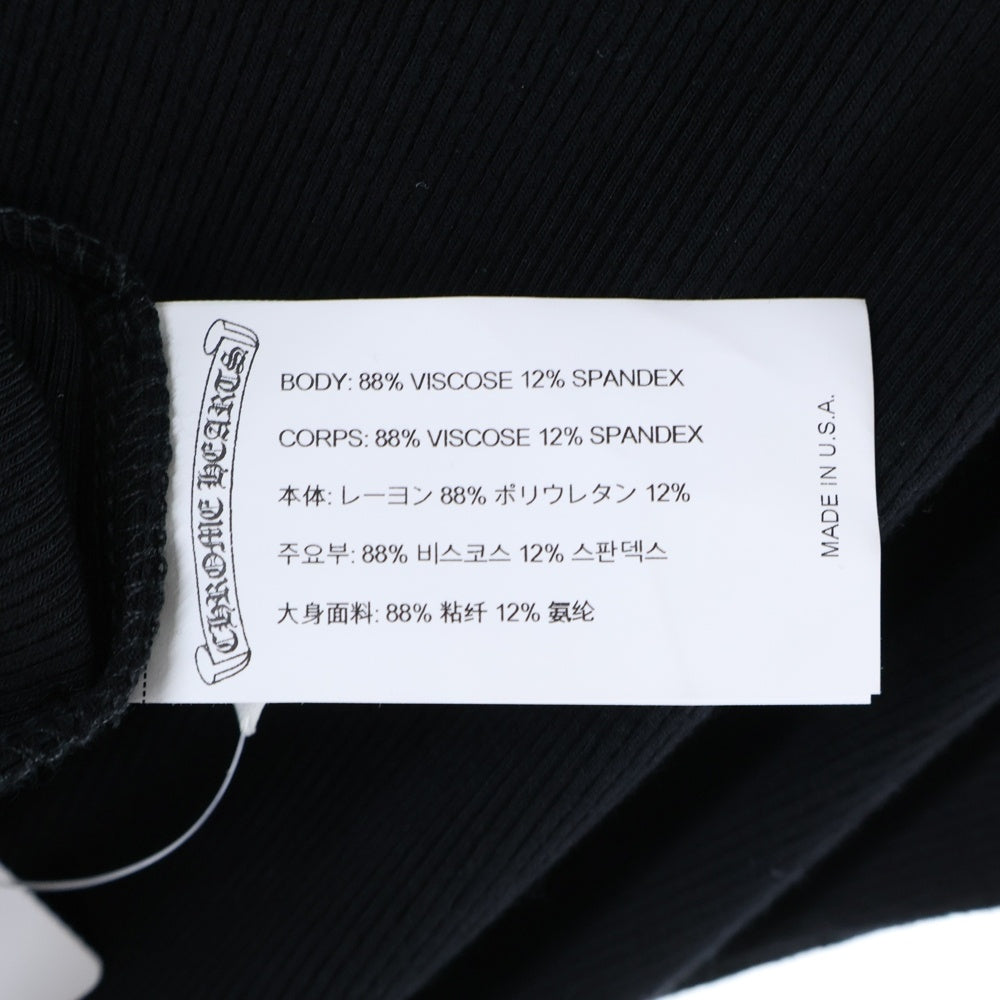 CHROME HEARTS
BODY: 88% VISCOSE 12% SPANDEX
CORPS: 88% VISCOSE 12% SPANDEX
本体: レーヨン 88% ポリウレタン 12%
주요부: 88% 비스코스 12% 스판덱스
大身面料: 88% 粘纤 12% 氨纶
MADE IN U.S.A.